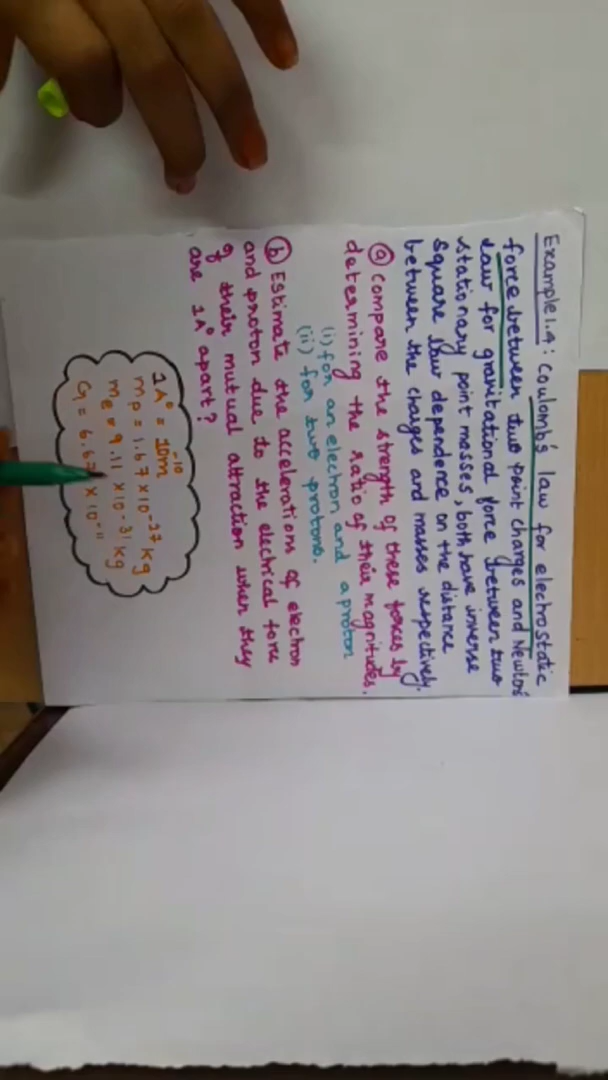 Example 1.4: Coulomb's law for electrostatic
force between two point charges and Newton's
law for gravitational force between two
stationary point masses, both have inverse
square law dependence on the distance
between the charges and masses respectively.
(a) Compare the strength of these forces by
determining the ratio of their magnitudes.
(i) for an electron and a proton
(ii) for two protons.
(b) Estimate the accelerations of electron
and proton due to the electrical force
of their mutual attraction when they
are 1A° apart?
1A° = 10⁻¹⁰m
mp = 1.67 × 10⁻²⁷ kg
me = 9.11 × 10⁻³¹ kg
G = 6.67 × 10⁻¹¹